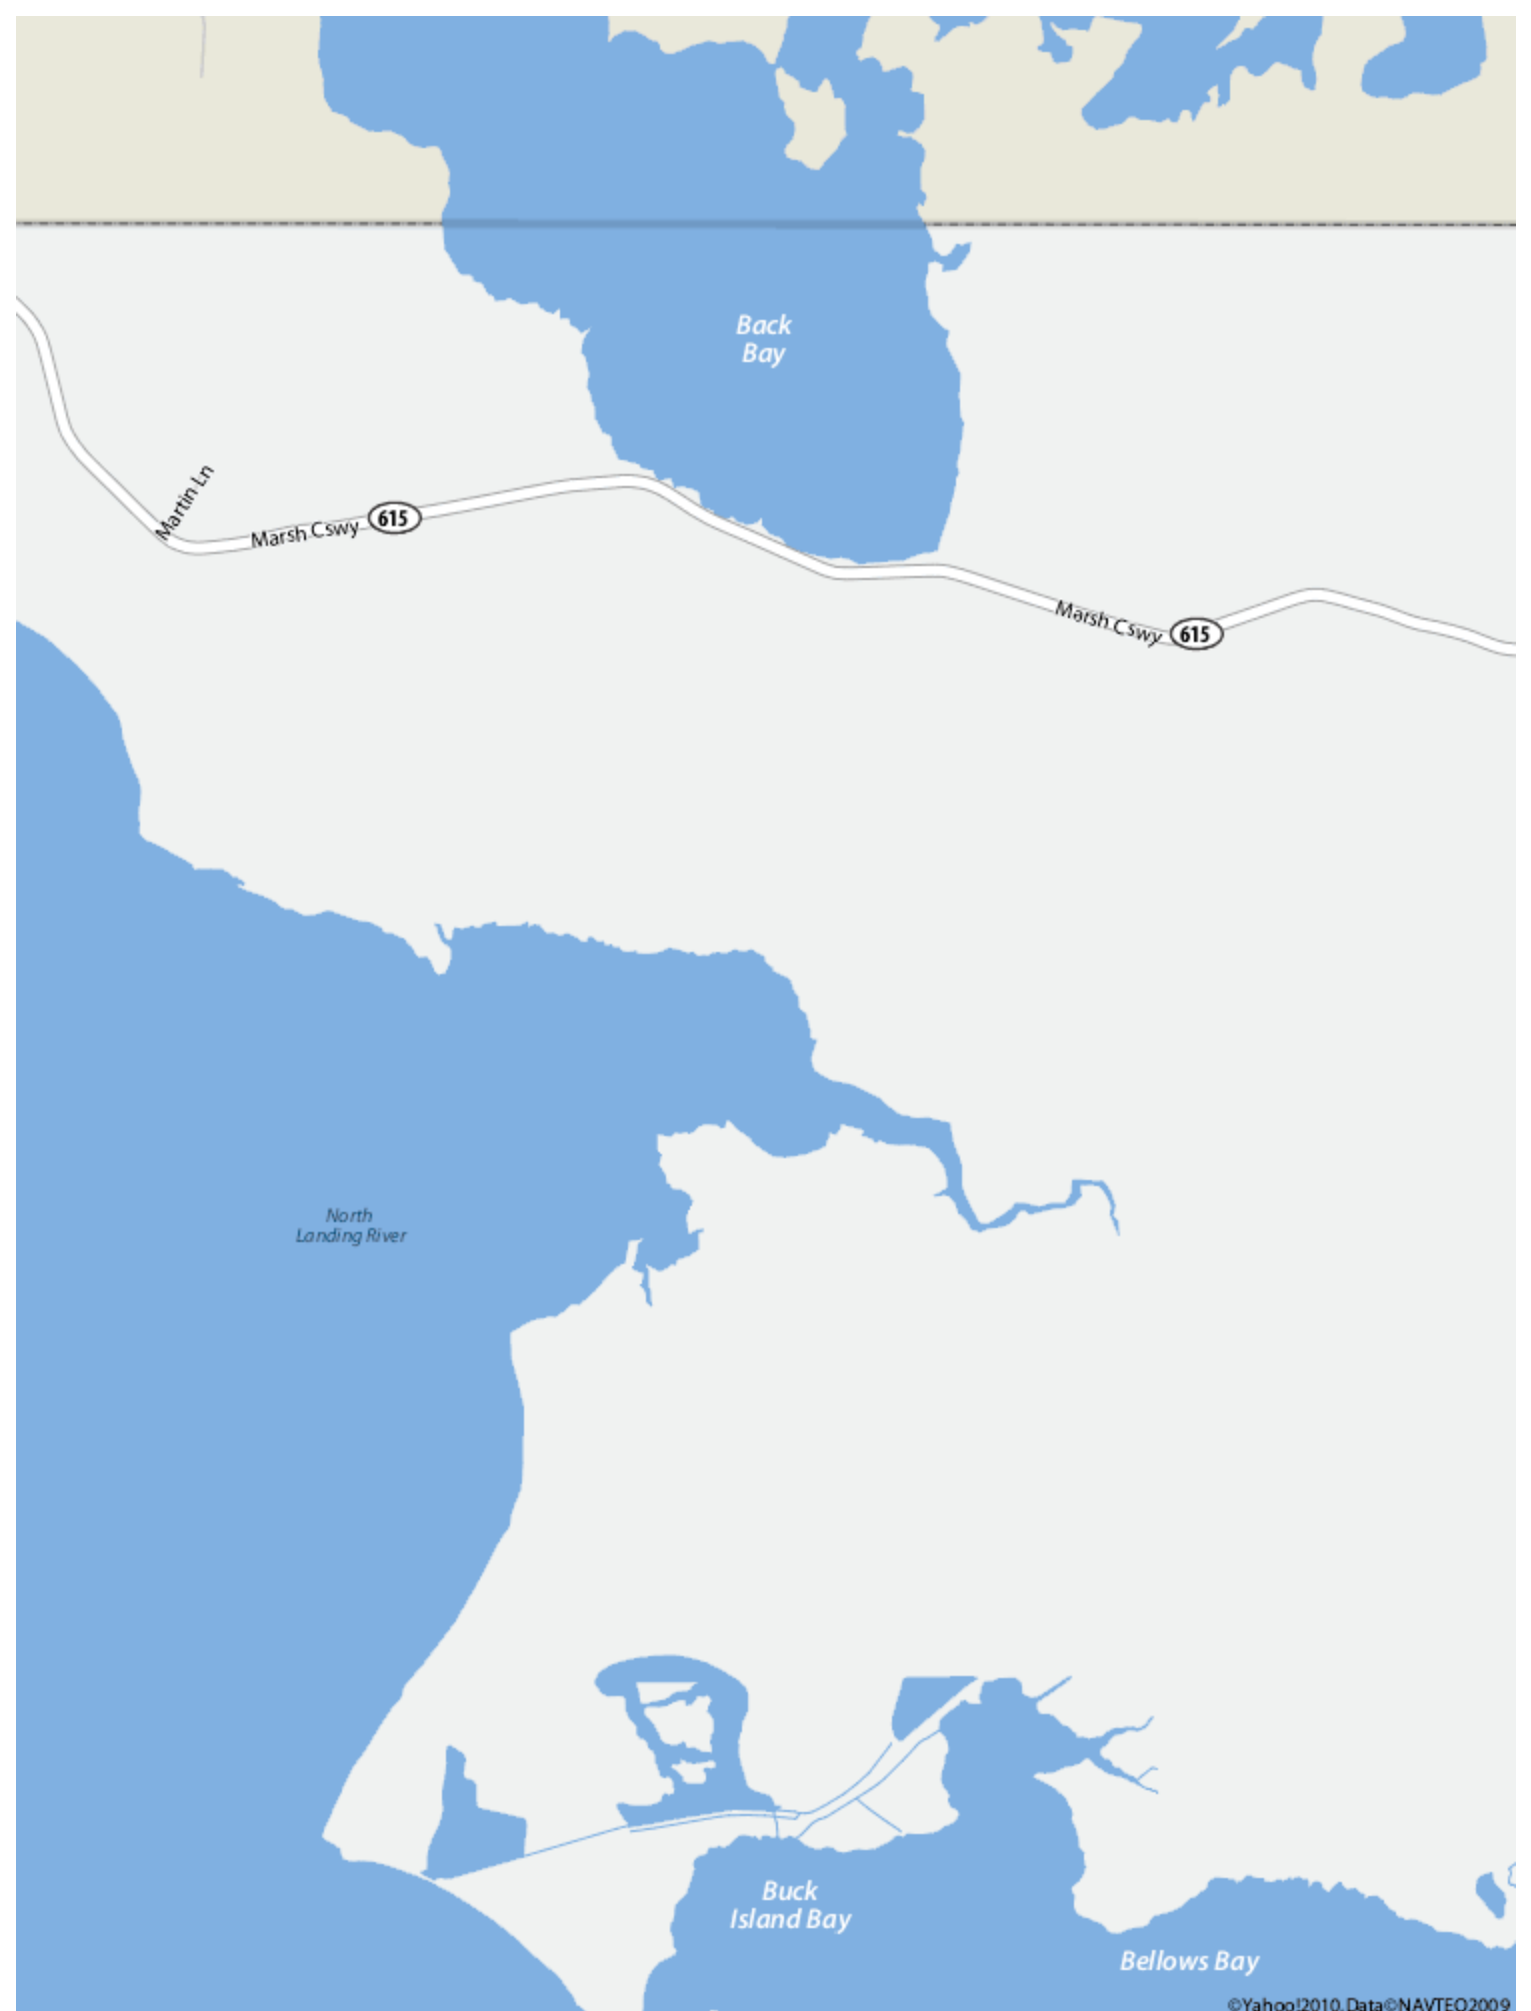 Back
Bay
Martin Ln
Marsh Cswy
615
Marsh Cswy
615
North
Landing River
Buck
Island Bay
Bellows Bay
©Yahoo!2010, Data©NAVTEQ2009